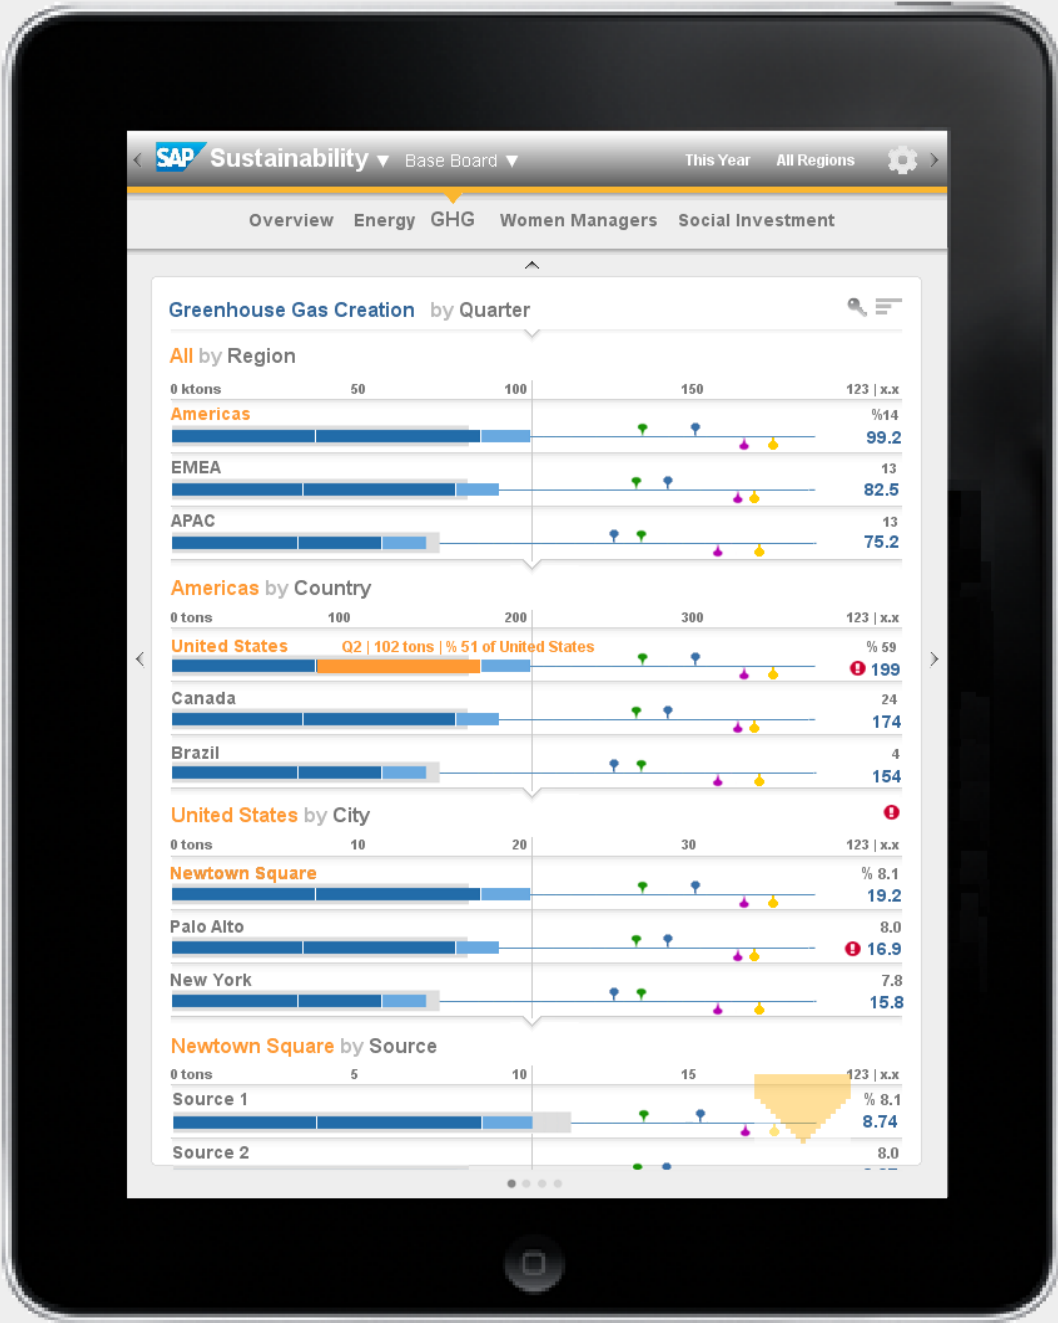 SAP Sustainability ▼ Base Board ▼ This Year All Regions
Overview Energy GHG Women Managers Social Investment
Greenhouse Gas Creation by Quarter
All by Region
0 ktons 50 100 150 123 | x.x
Americas %14
99.2
EMEA 13
82.5
APAC 13
75.2
Americas by Country
0 tons 100 200 300 123 | x.x
United States Q2 | 102 tons | % 51 of United States % 59
199
Canada 24
174
Brazil 4
154
United States by City
0 tons 10 20 30 123 | x.x
Newtown Square % 8.1
19.2
Palo Alto 8.0
16.9
New York 7.8
15.8
Newtown Square by Source
0 tons 5 10 15 123 | x.x
Source 1 % 8.1
8.74
Source 2 8.0